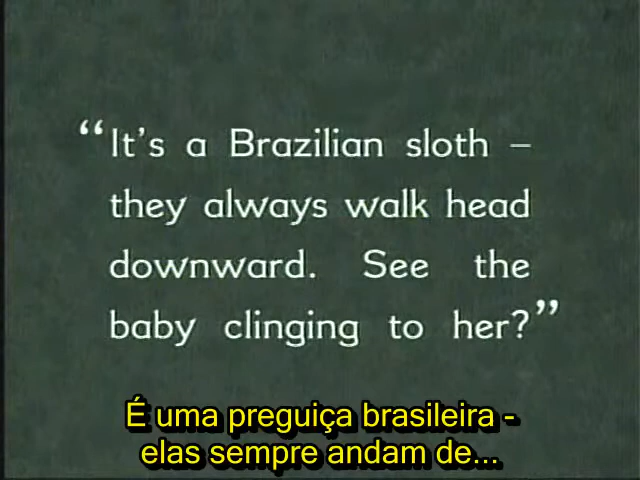 “It’s a Brazilian sloth –
they always walk head
downward. See the
baby clinging to her?”
É uma preguiça brasileira -
elas sempre andam de...